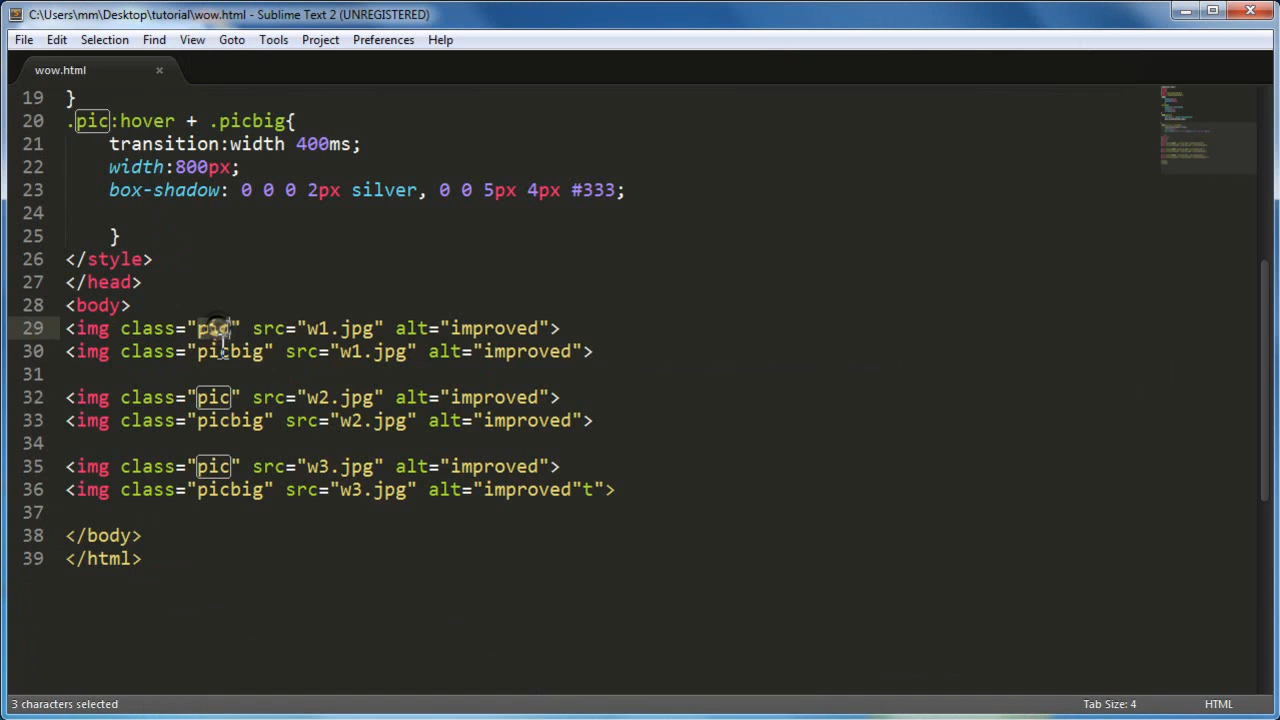 C:\Users\mm\Desktop\tutorial\wow.html - Sublime Text 2 (UNREGISTERED)
File Edit Selection Find View Goto Tools Project Preferences Help
wow.html ×
19 }
20 .pic:hover + .picbig{
21     transition:width 400ms;
22     width:800px;
23     box-shadow: 0 0 0 2px silver, 0 0 5px 4px #333;
24
25     }
26 </style>
27 </head>
28 <body>
29 <img class="pic" src="w1.jpg" alt="improved">
30 <img class="picbig" src="w1.jpg" alt="improved">
31
32 <img class="pic" src="w2.jpg" alt="improved">
33 <img class="picbig" src="w2.jpg" alt="improved">
34
35 <img class="pic" src="w3.jpg" alt="improved">
36 <img class="picbig" src="w3.jpg" alt="improved"t">
37
38 </body>
39 </html>
3 characters selected Tab Size: 4 HTML